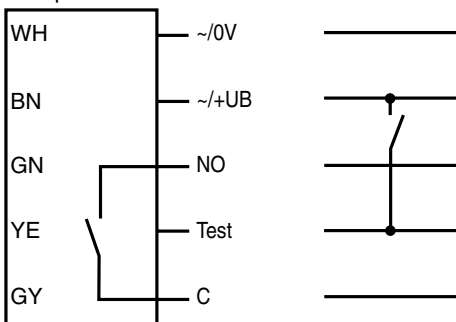 WH ~/0V
BN ~/+UB
GN NO
YE Test
GY C